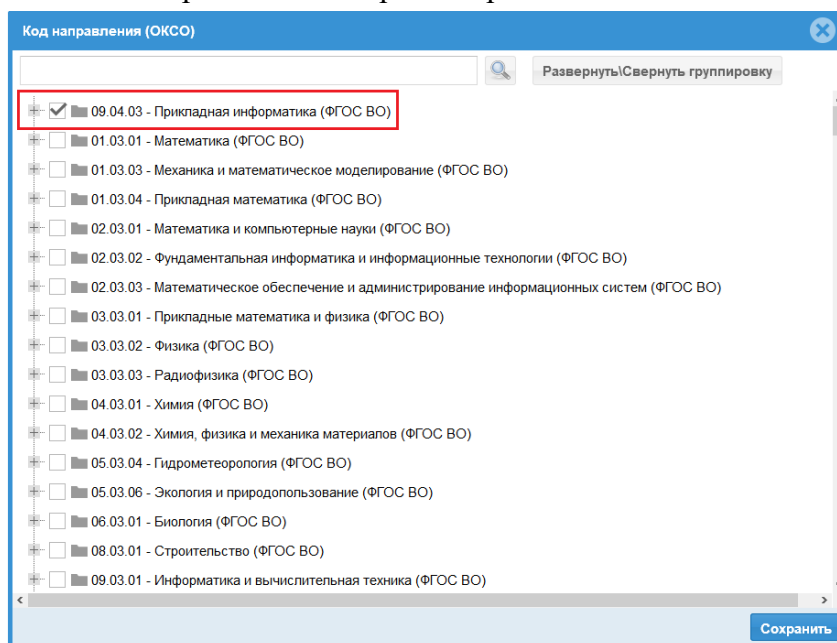 Код направления (ОКСО)
Развернуть\Свернуть группировку
09.04.03 - Прикладная информатика (ФГОС ВО)
01.03.01 - Математика (ФГОС ВО)
01.03.03 - Механика и математическое моделирование (ФГОС ВО)
01.03.04 - Прикладная математика (ФГОС ВО)
02.03.01 - Математика и компьютерные науки (ФГОС ВО)
02.03.02 - Фундаментальная информатика и информационные технологии (ФГОС ВО)
02.03.03 - Математическое обеспечение и администрирование информационных систем (ФГОС ВО)
03.03.01 - Прикладные математика и физика (ФГОС ВО)
03.03.02 - Физика (ФГОС ВО)
03.03.03 - Радиофизика (ФГОС ВО)
04.03.01 - Химия (ФГОС ВО)
04.03.02 - Химия, физика и механика материалов (ФГОС ВО)
05.03.04 - Гидрометеорология (ФГОС ВО)
05.03.06 - Экология и природопользование (ФГОС ВО)
06.03.01 - Биология (ФГОС ВО)
08.03.01 - Строительство (ФГОС ВО)
09.03.01 - Информатика и вычислительная техника (ФГОС ВО)
Сохранить